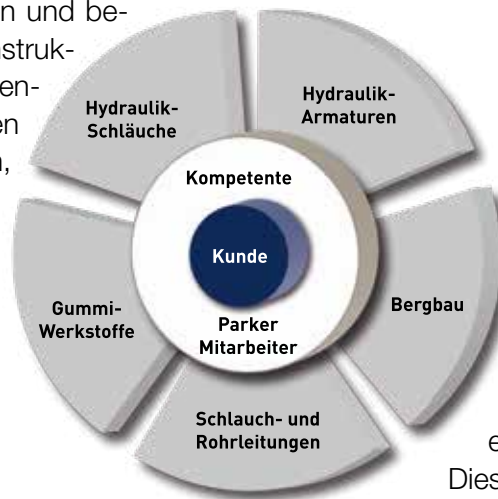 n und be-
nstruk-
en-
en
,
Hydraulik-
Schläuche
Hydraulik-
Armaturen
Kompetente
Kunde
Parker
Mitarbeiter
Gummi-
Werkstoffe
Bergbau
Schlauch- und
Rohrleitungen
e
Dies